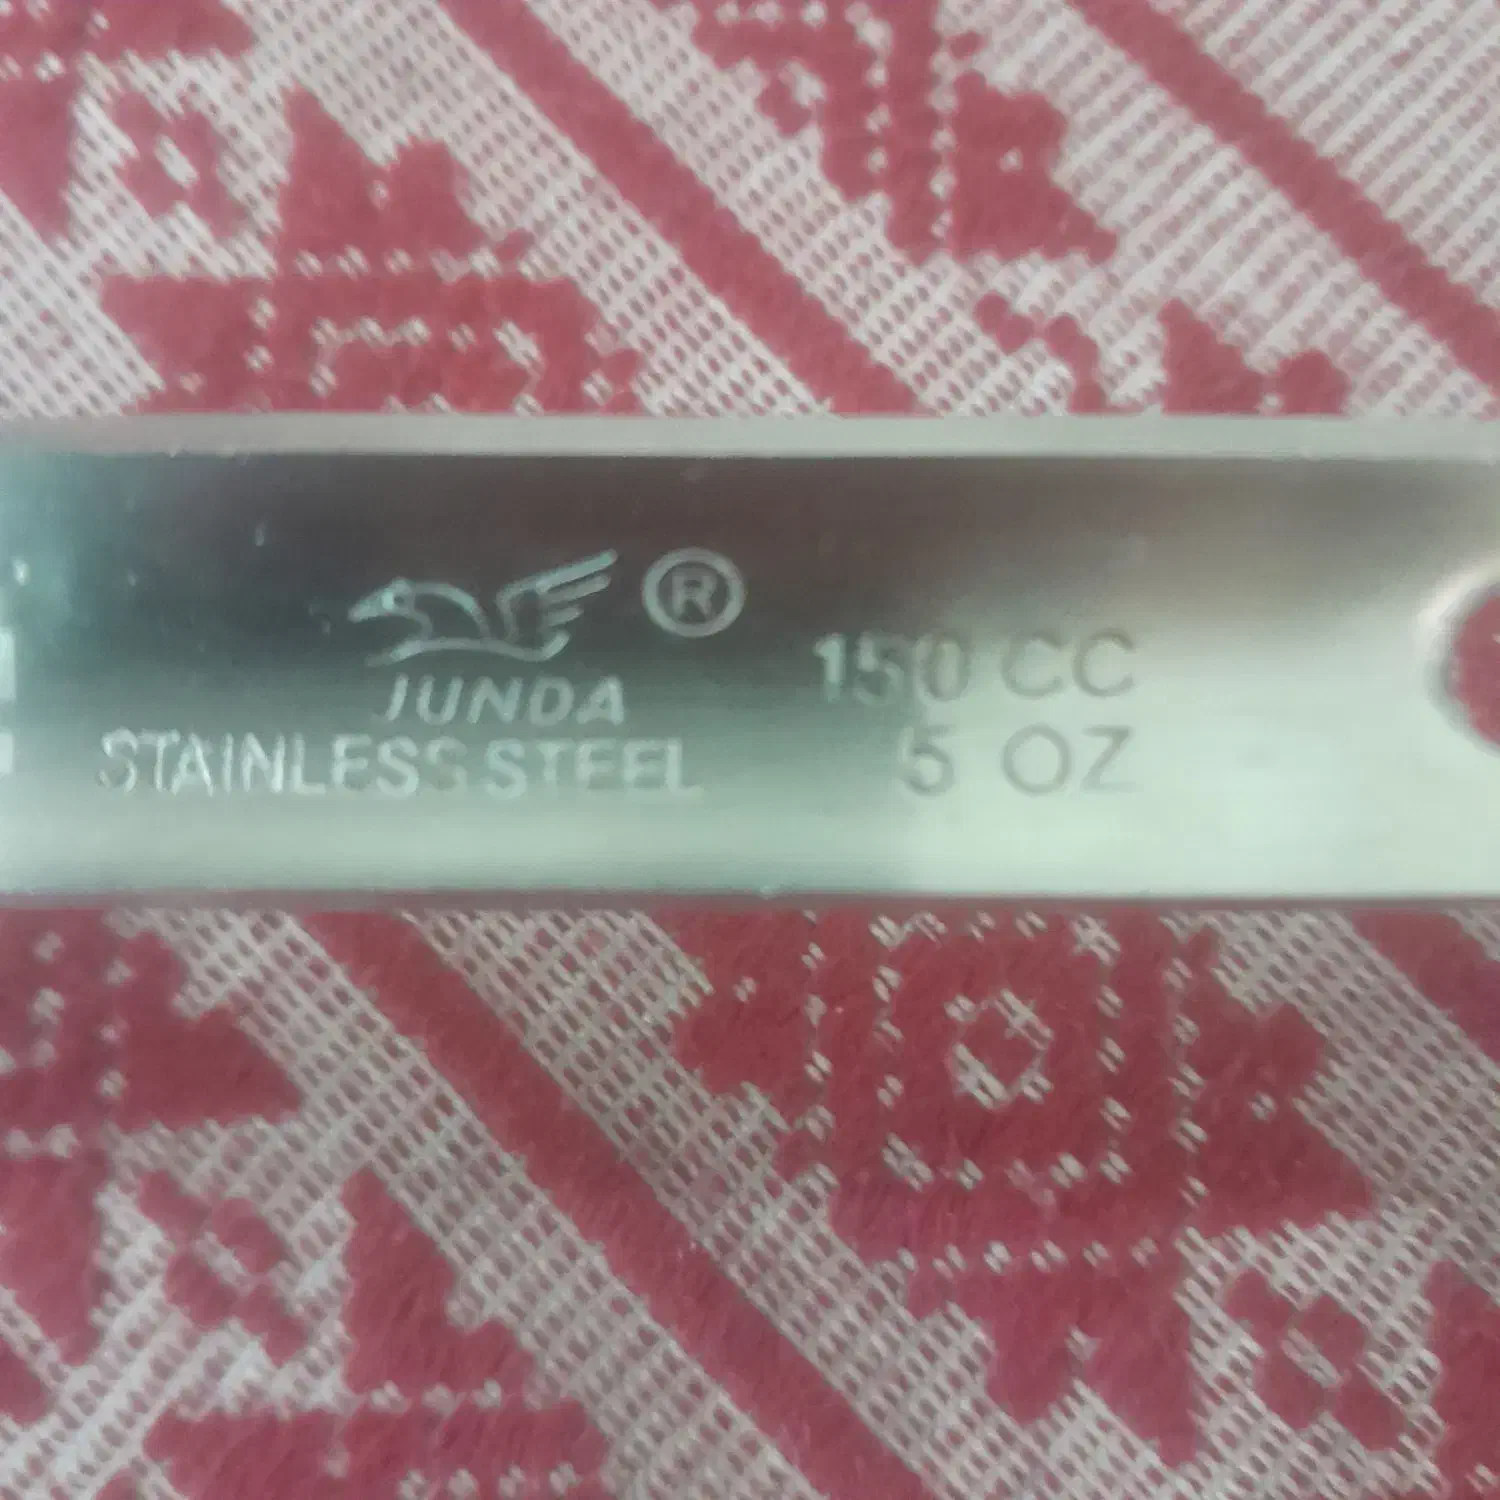 ®
JUNDA
STAINLESS STEEL
150 CC
5 OZ